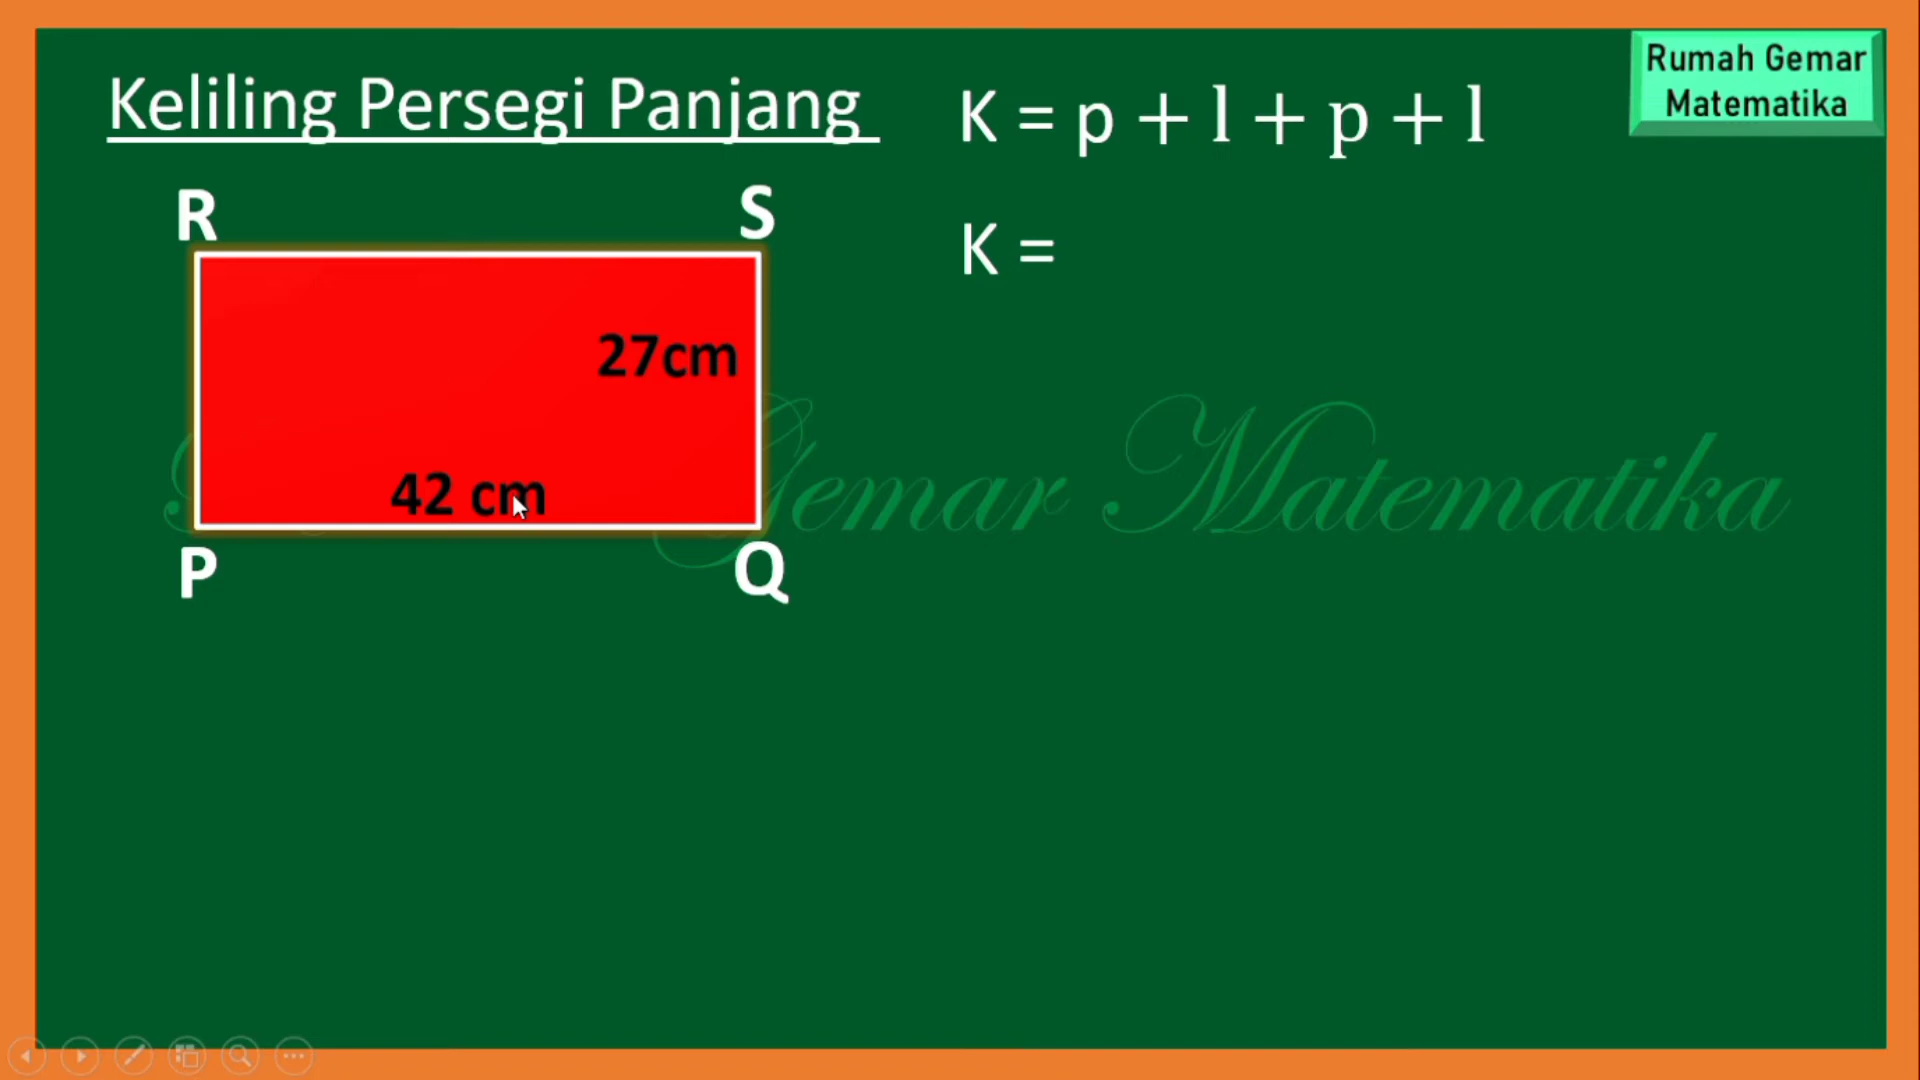 Keliling Persegi Panjang
K = p + l + p + l
Rumah Gemar
Matematika
R
S
K =
27cm
42 cm
Gemar Matematika
P
Q